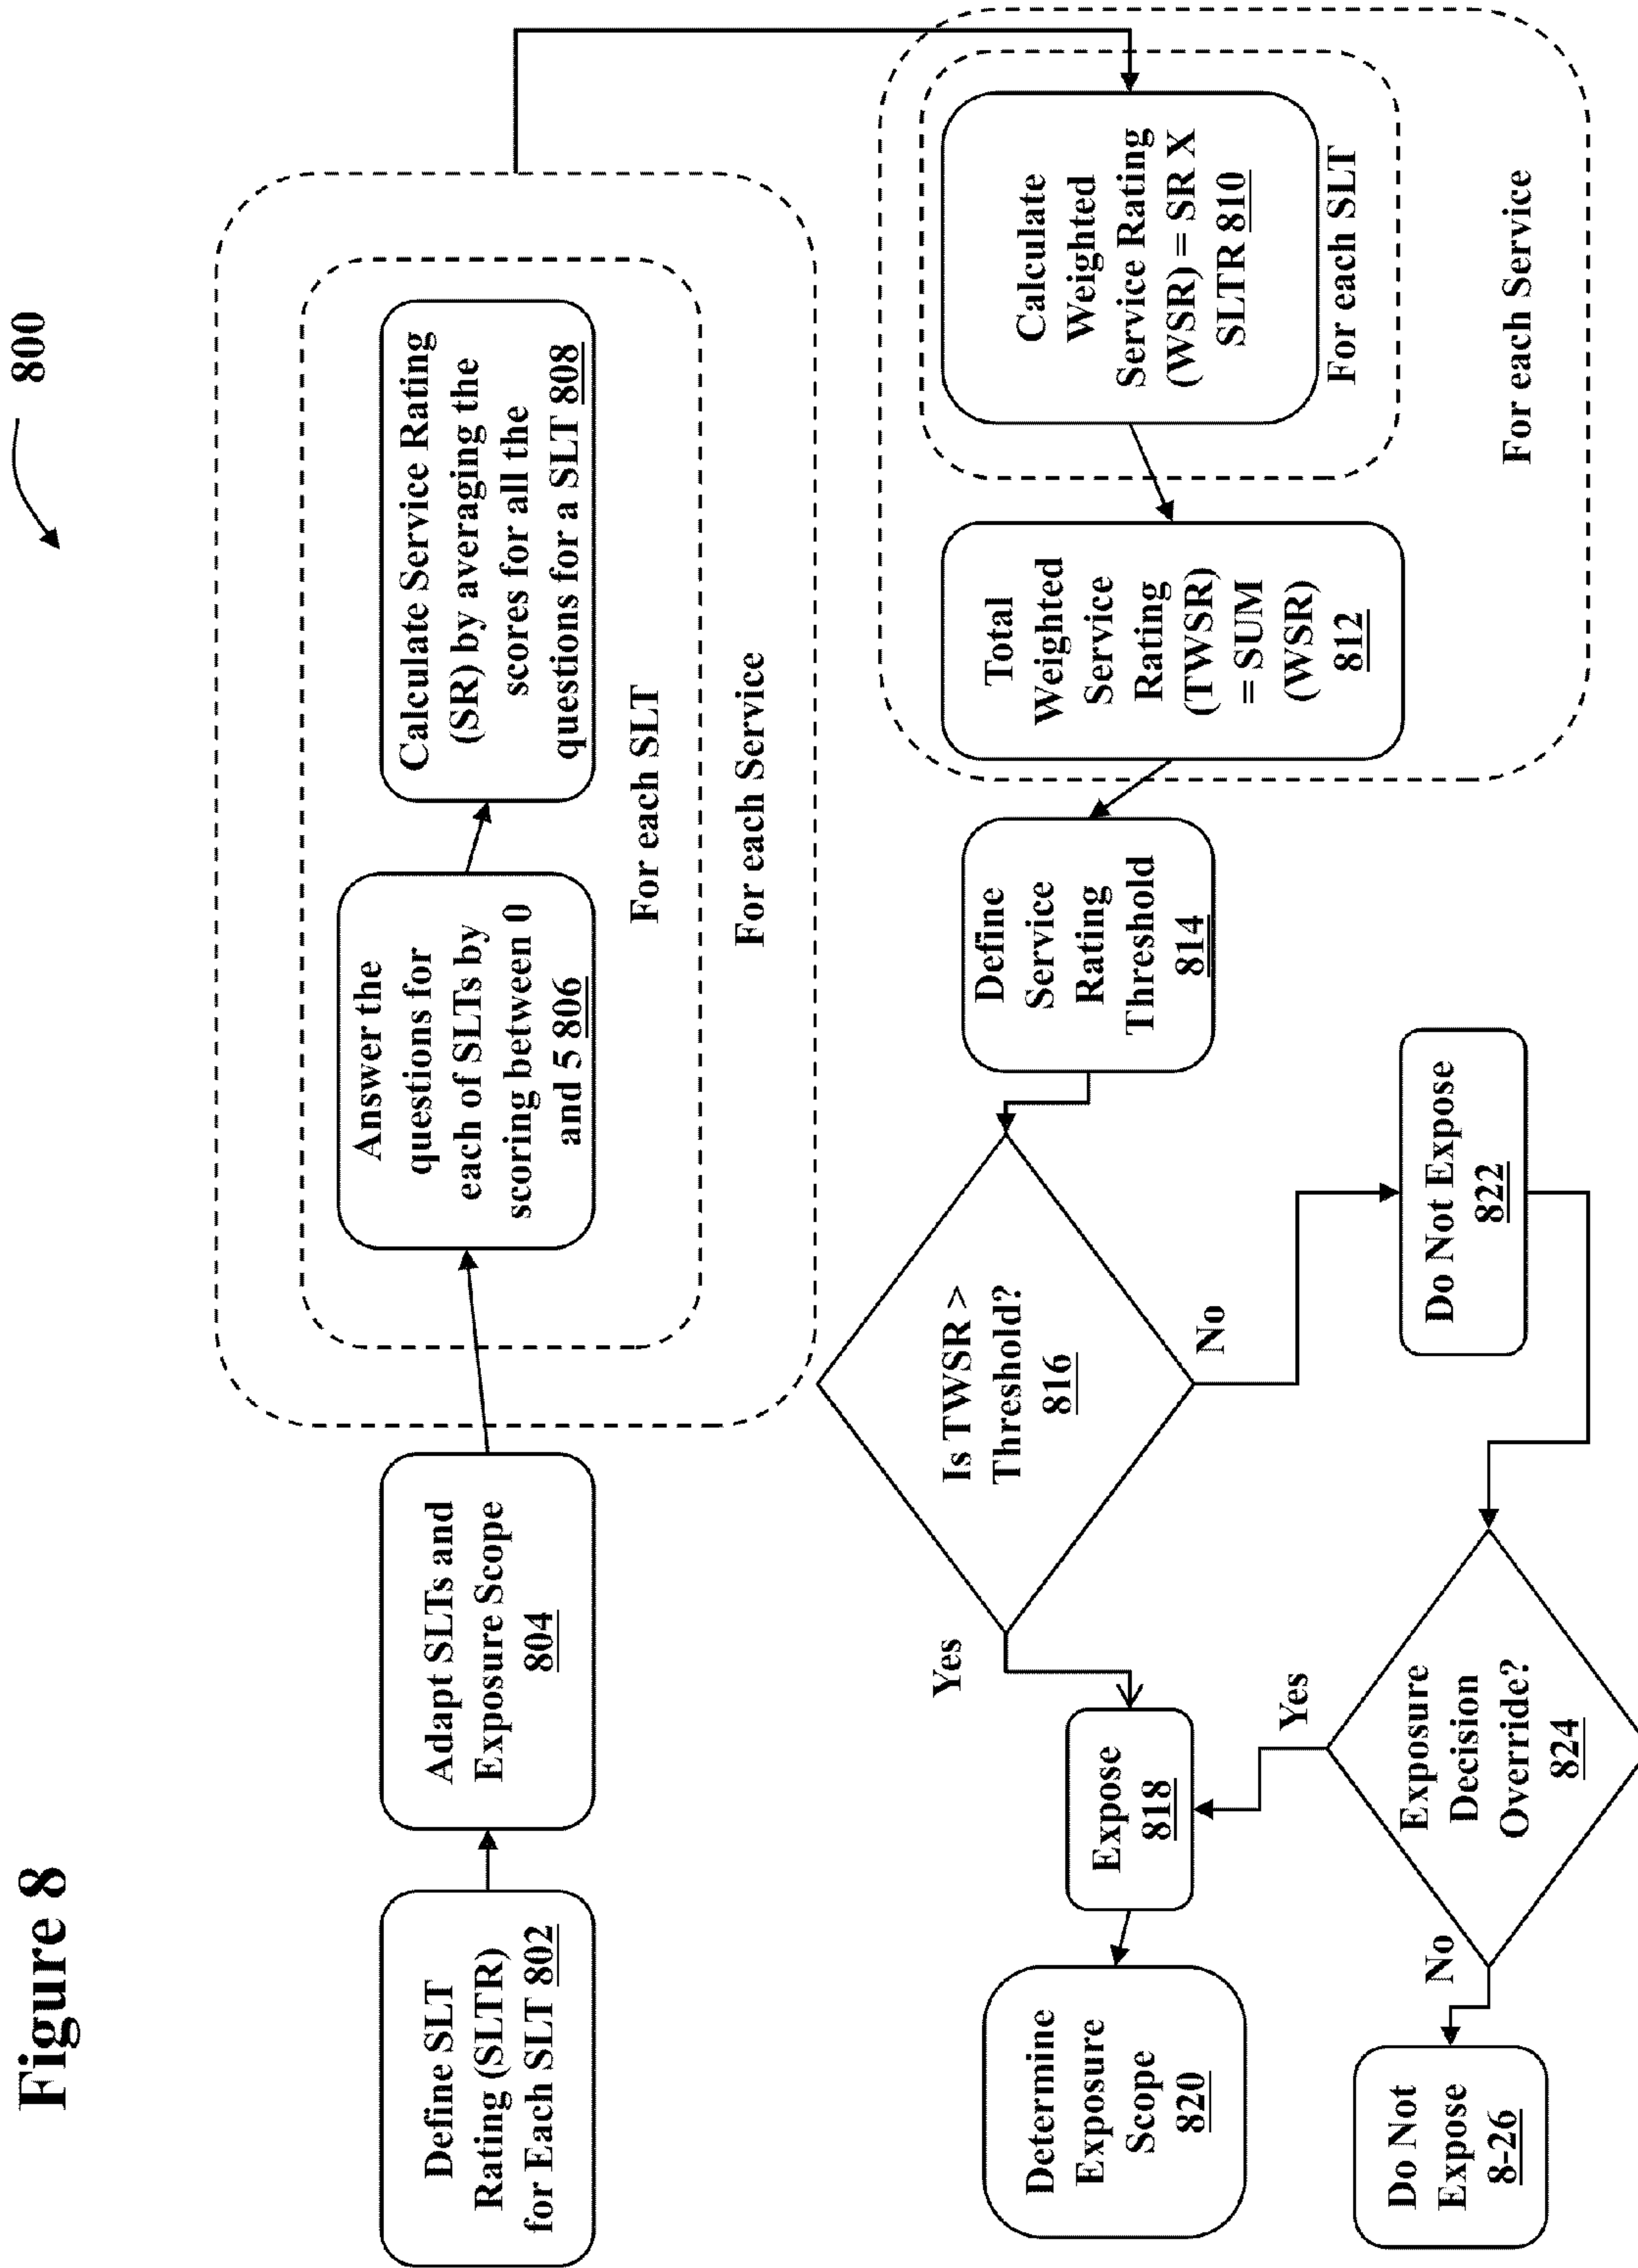 Figure 8
800
Define SLT
Rating (SLTR)
for Each SLT 802
Adapt SLTs and
Exposure Scope
804
Answer the
questions for
each of SLTs by
scoring between 0
and 5 806
Calculate Service Rating
(SR) by averaging the
scores for all the
questions for a SLT 808
For each SLT
For each Service
Calculate
Weighted
Service Rating
(WSR) = SR X
SLTR 810
For each SLT
For each Service
Total
Weighted
Service
Rating
(TWSR)
= SUM
(WSR)
812
Define
Service
Rating
Threshold
814
Is TWSR >
Threshold?
816
Yes
No
Expose
818
Determine
Exposure
Scope
820
Do Not Expose
822
Exposure
Decision
Override?
824
Yes
No
Do Not
Expose
8-26